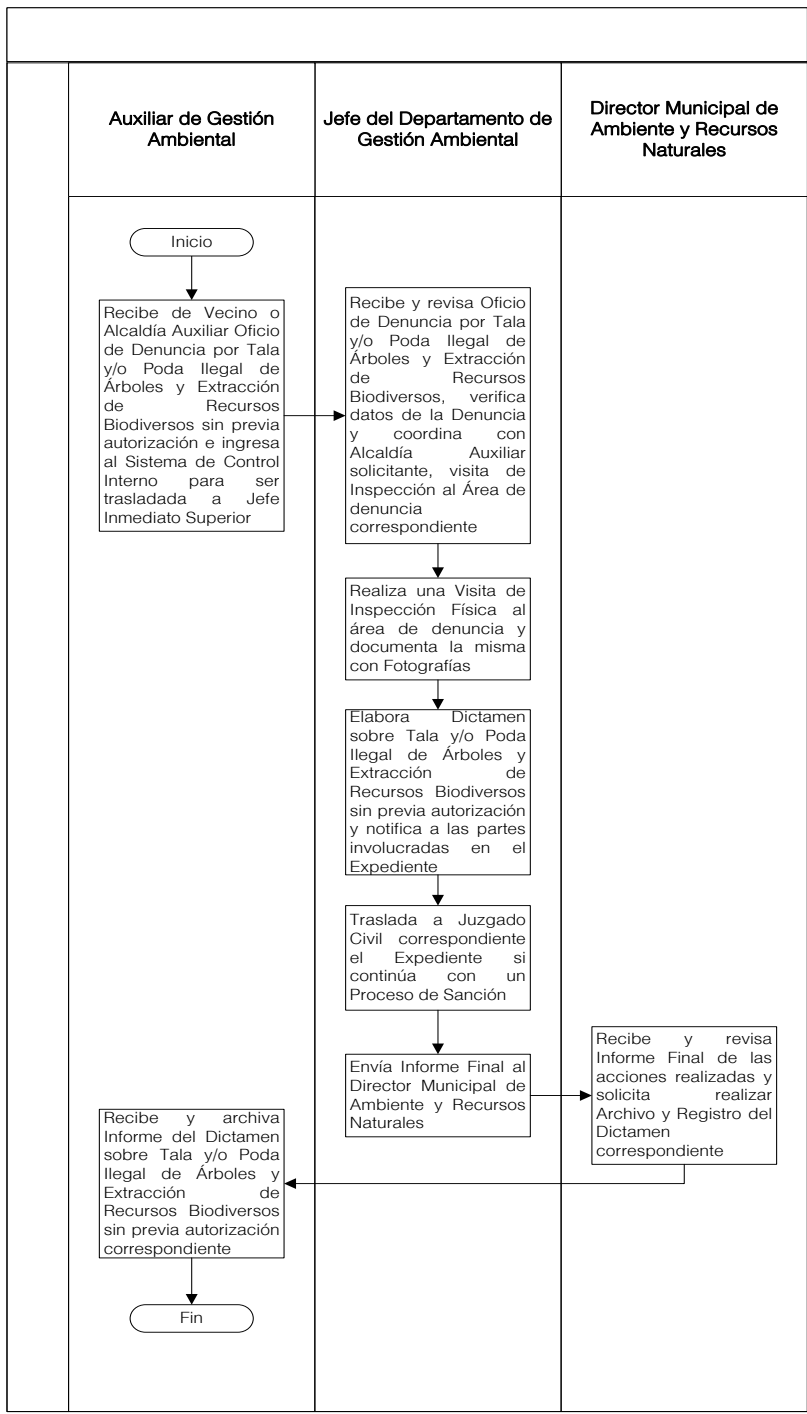 Auxiliar de Gestión
Ambiental
Jefe del Departamento de
Gestión Ambiental
Director Municipal de
Ambiente y Recursos
Naturales
Inicio
Recibe de Vecino o
Alcaldía Auxiliar Oficio
de Denuncia por Tala
y/o Poda Ilegal de
Árboles y Extracción
de Recursos
Biodiversos sin previa
autorización e ingresa
al Sistema de Control
Interno para ser
trasladada a Jefe
Inmediato Superior
Recibe y revisa Oficio
de Denuncia por Tala
y/o Poda Ilegal de
Árboles y Extracción
de Recursos
Biodiversos, verifica
datos de la Denuncia
y coordina con
Alcaldía Auxiliar
solicitante, visita de
Inspección al Área de
denuncia
correspondiente
Realiza una Visita de
Inspección Física al
área de denuncia y
documenta la misma
con Fotografías
Elabora Dictamen
sobre Tala y/o Poda
Ilegal de Árboles y
Extracción de
Recursos Biodiversos
sin previa autorización
y notifica a las partes
involucradas en el
Expediente
Traslada a Juzgado
Civil correspondiente
el Expediente si
continúa con un
Proceso de Sanción
Envía Informe Final al
Director Municipal de
Ambiente y Recursos
Naturales
Recibe y revisa
Informe Final de las
acciones realizadas y
solicita realizar
Archivo y Registro del
Dictamen
correspondiente
Recibe y archiva
Informe del Dictamen
sobre Tala y/o Poda
Ilegal de Árboles y
Extracción de
Recursos Biodiversos
sin previa autorización
correspondiente
Fin